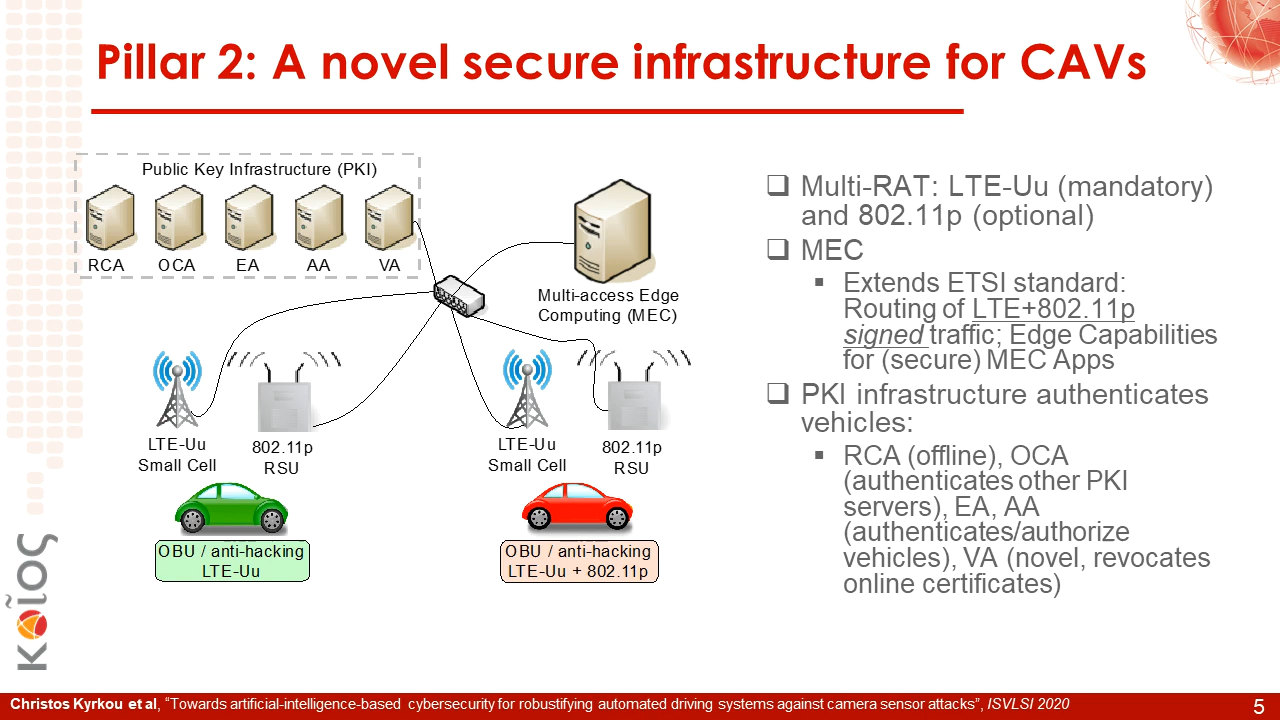 Pillar 2: A novel secure infrastructure for CAVs
Public Key Infrastructure (PKI)
RCA
OCA
EA
AA
VA
Multi-access Edge
Computing (MEC)
LTE-Uu
Small Cell
802.11p
RSU
LTE-Uu
Small Cell
802.11p
RSU
OBU / anti-hacking
LTE-Uu
OBU / anti-hacking
LTE-Uu + 802.11p
Multi-RAT: LTE-Uu (mandatory)
and 802.11p (optional)
MEC
Extends ETSI standard:
Routing of LTE+802.11p
signed traffic; Edge Capabilities
for (secure) MEC Apps
PKI infrastructure authenticates
vehicles:
RCA (offline), OCA
(authenticates other PKI
servers), EA, AA
(authenticates/authorize
vehicles), VA (novel, revocates
online certificates)
κοῖος
Christos Kyrkou et al, “Towards artificial-intelligence-based cybersecurity for robustifying automated driving systems against camera sensor attacks”, ISVLSI 2020
5